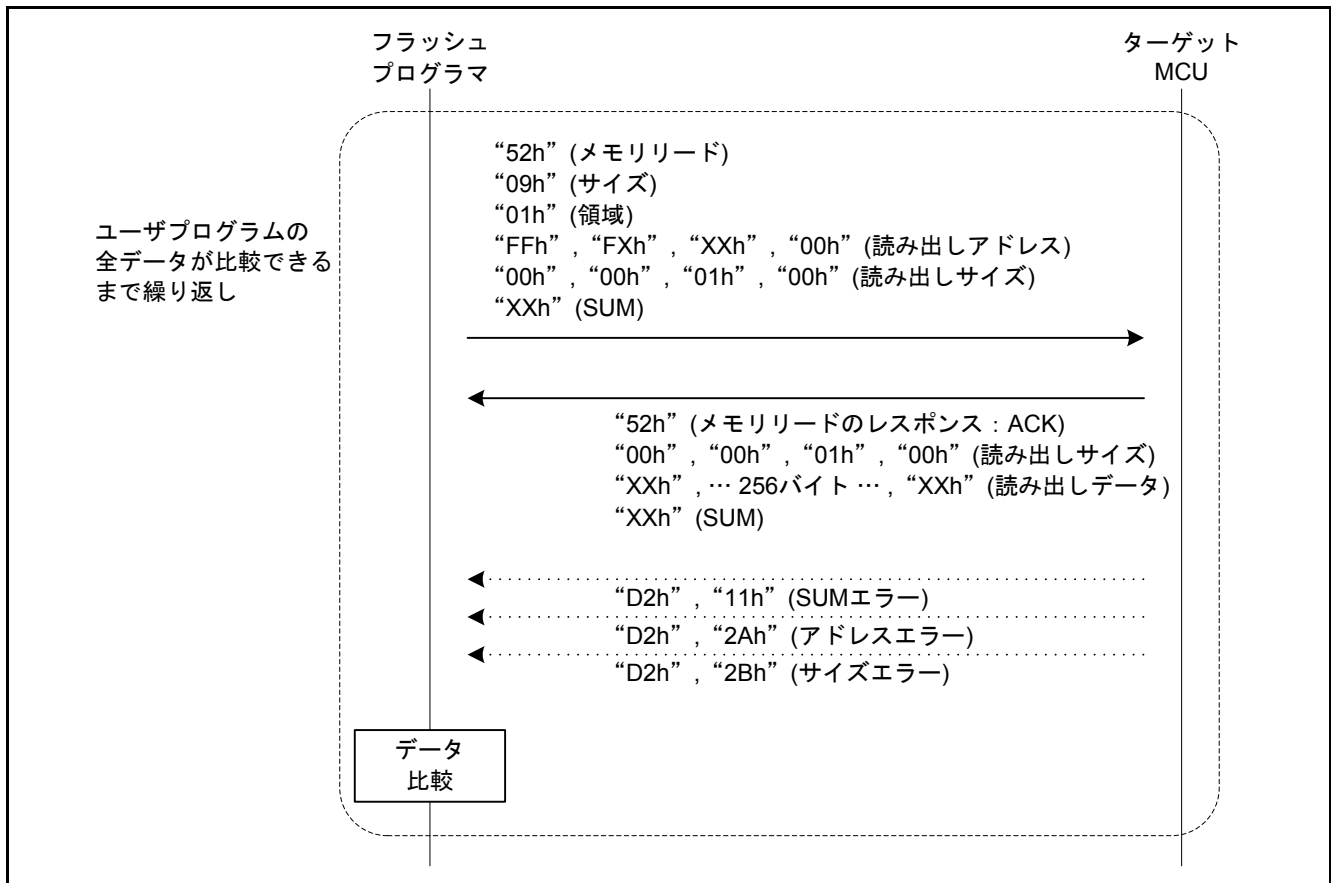 フラッシュ
プログラマ
ターゲット
MCU
ユーザプログラムの
全データが比較できる
まで繰り返し
“52h” (メモリリード)
“09h” (サイズ)
“01h” (領域)
“FFh” , “FXh” , “XXh” , “00h” (読み出しアドレス)
“00h” , “00h” , “01h” , “00h” (読み出しサイズ)
“XXh” (SUM)
“52h” (メモリリードのレスポンス : ACK)
“00h” , “00h” , “01h” , “00h” (読み出しサイズ)
“XXh” , … 256バイト … , “XXh” (読み出しデータ)
“XXh” (SUM)
“D2h” , “11h” (SUMエラー)
“D2h” , “2Ah” (アドレスエラー)
“D2h” , “2Bh” (サイズエラー)
データ
比較